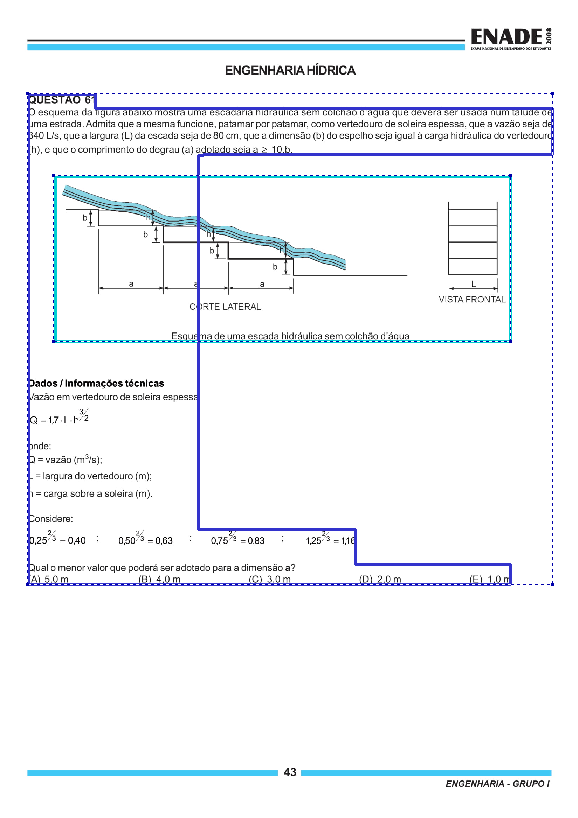 ENADE 2008
EXAME NACIONAL DE DESEMPENHO DOS ESTUDANTES
ENGENHARIA HÍDRICA
QUESTÃO 61
O esquema da figura abaixo mostra uma escadaria hidráulica sem colchão d'água que deverá ser usada num talude de
uma estrada. Admita que a mesma funcione, patamar por patamar, como vertedouro de soleira espessa, que a vazão seja de
340 L/s, que a largura (L) da escada seja de 80 cm, que a dimensão (b) do espelho seja igual à carga hidráulica do vertedouro
(h), e que o comprimento do degrau (a) adotado seja a ≥ 10.b.
b h
b h
b h
b
a a a
L
CORTE LATERAL
VISTA FRONTAL
Esquema de uma escada hidráulica sem colchão d'água
Dados / Informações técnicas
Vazão em vertedouro de soleira espessa
Q = 1,7 · L · h^3/2
onde:
Q = vazão (m³/s);
L = largura do vertedouro (m);
h = carga sobre a soleira (m).
Considere:
0,25^2/3 = 0,40 ; 0,50^2/3 = 0,63 ; 0,75^2/3 = 0,83 ; 1,25^2/3 = 1,16
Qual o menor valor que poderá ser adotado para a dimensão a?
(A) 5,0 m (B) 4,0 m (C) 3,0 m (D) 2,0 m (E) 1,0 m
43
ENGENHARIA - GRUPO I